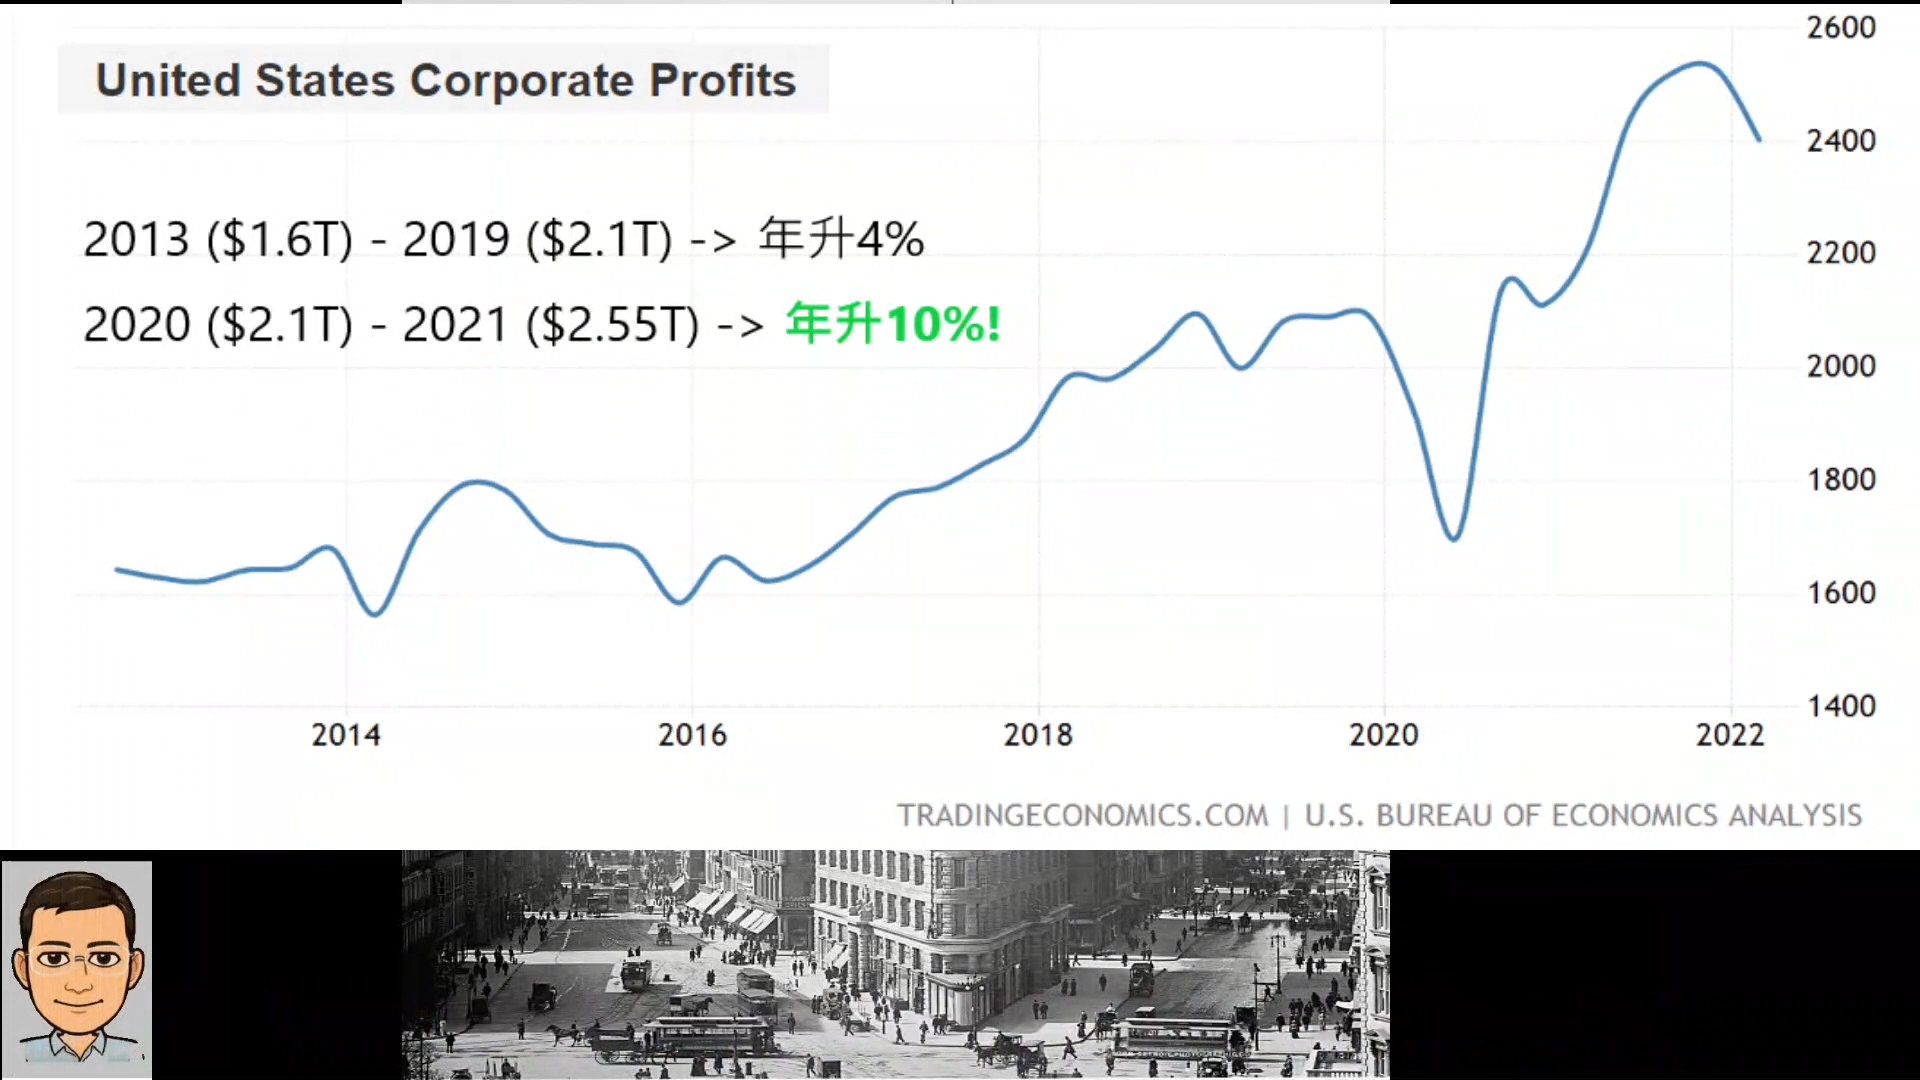 United States Corporate Profits
2013 ($1.6T) - 2019 ($2.1T) -> 年升4%
2020 ($2.1T) - 2021 ($2.55T) -> 年升10%!
2600
2400
2200
2000
1800
1600
1400
2014 2016 2018 2020 2022
TRADINGECONOMICS.COM | U.S. BUREAU OF ECONOMICS ANALYSIS